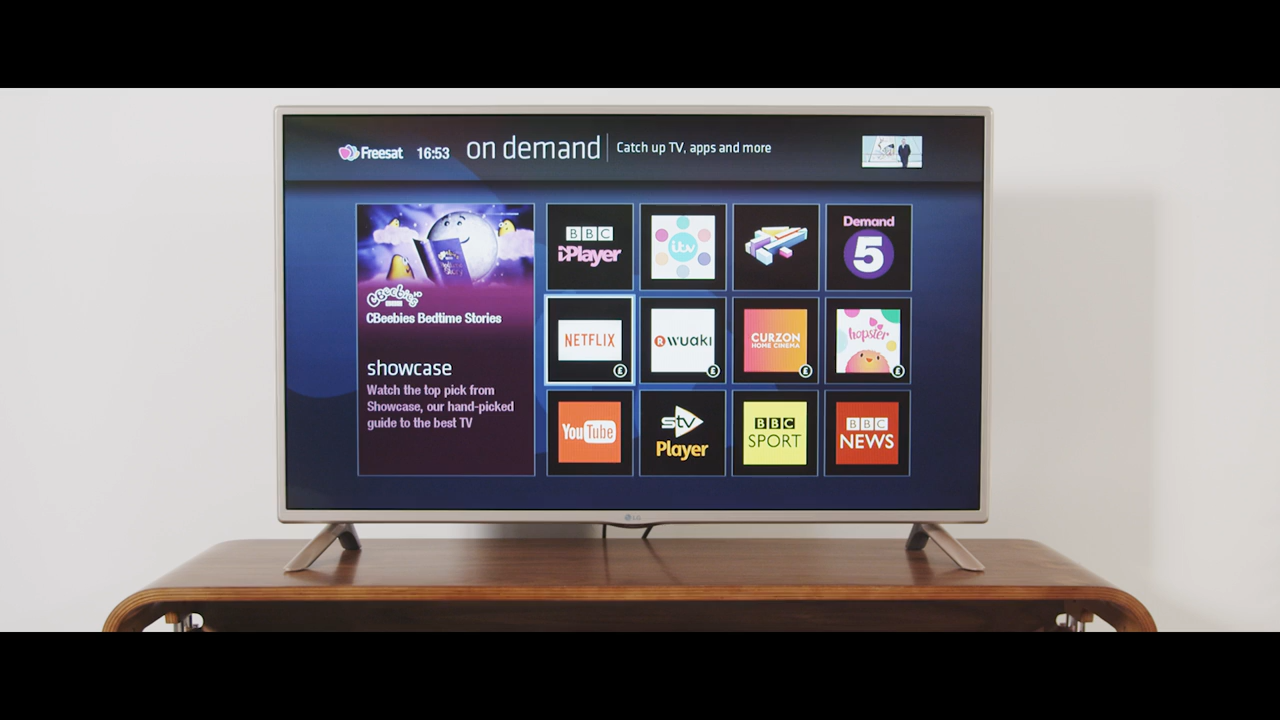 Freesat 16:53 on demand Catch up TV, apps and more
CBeebies
CBeebies Bedtime Stories
showcase
Watch the top pick from
Showcase, our hand-picked
guide to the best TV
BBC
iPlayer
itv
Demand
5
NETFLIX
£
wuaki
£
CURZON
HOME CINEMA
£
hopster
£
YouTube
stv
Player
BBC
SPORT
BBC
NEWS
LG